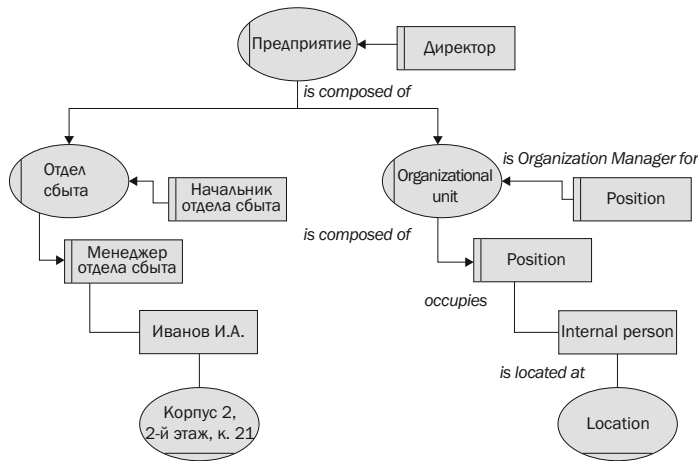 Предприятие
Директор
is composed of
Отдел
сбыта
Начальник
отдела сбыта
Organizational
unit
is Organization Manager for
Position
is composed of
Менеджер
отдела сбыта
Position
occupies
Иванов И.А.
Internal person
is located at
Корпус 2,
2-й этаж, к. 21
Location